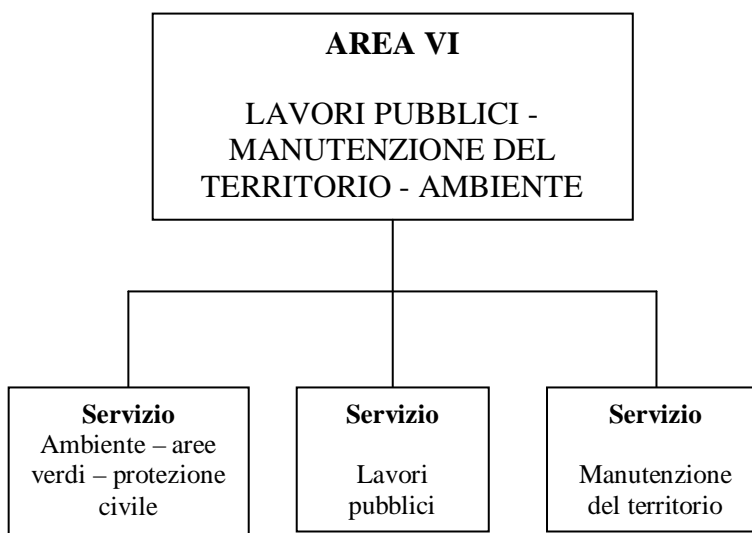 AREA VI
LAVORI PUBBLICI -
MANUTENZIONE DEL
TERRITORIO - AMBIENTE
Servizio
Ambiente – aree
verdi – protezione
civile
Servizio
Lavori
pubblici
Servizio
Manutenzione
del territorio